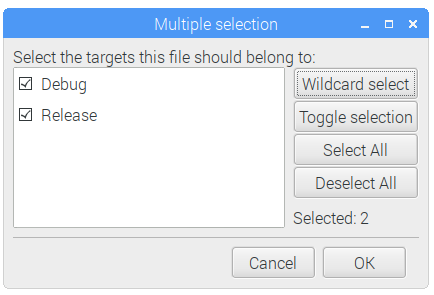 Multiple selection
Select the targets this file should belong to:
Debug
Release
Wildcard select
Toggle selection
Select All
Deselect All
Selected: 2
Cancel
OK